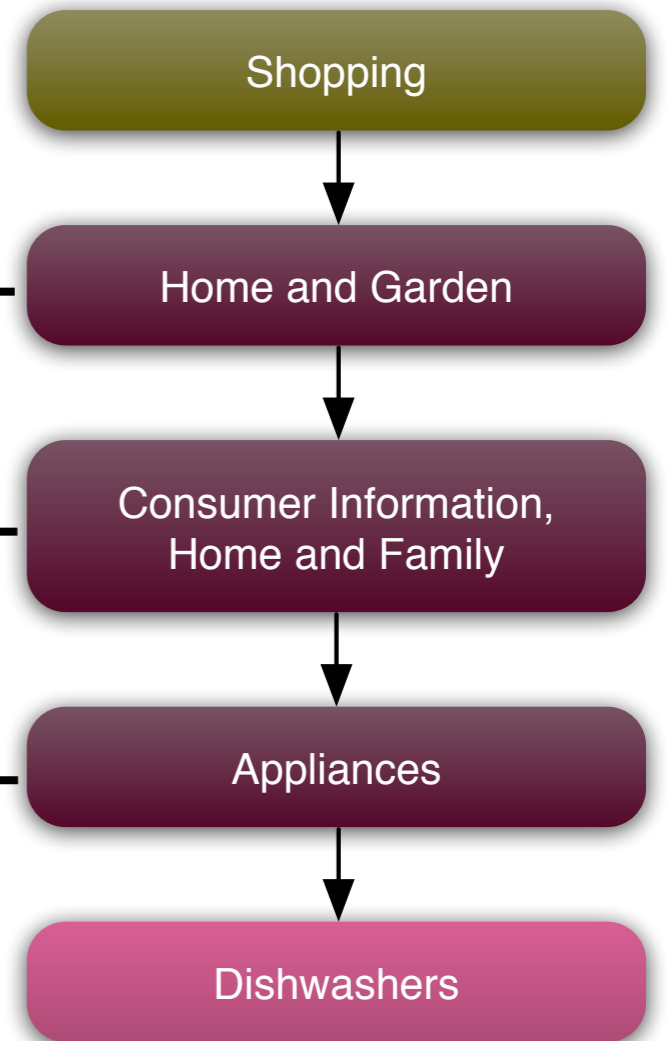 Shopping
Home and Garden
Consumer Information,
Home and Family
Appliances
Dishwashers